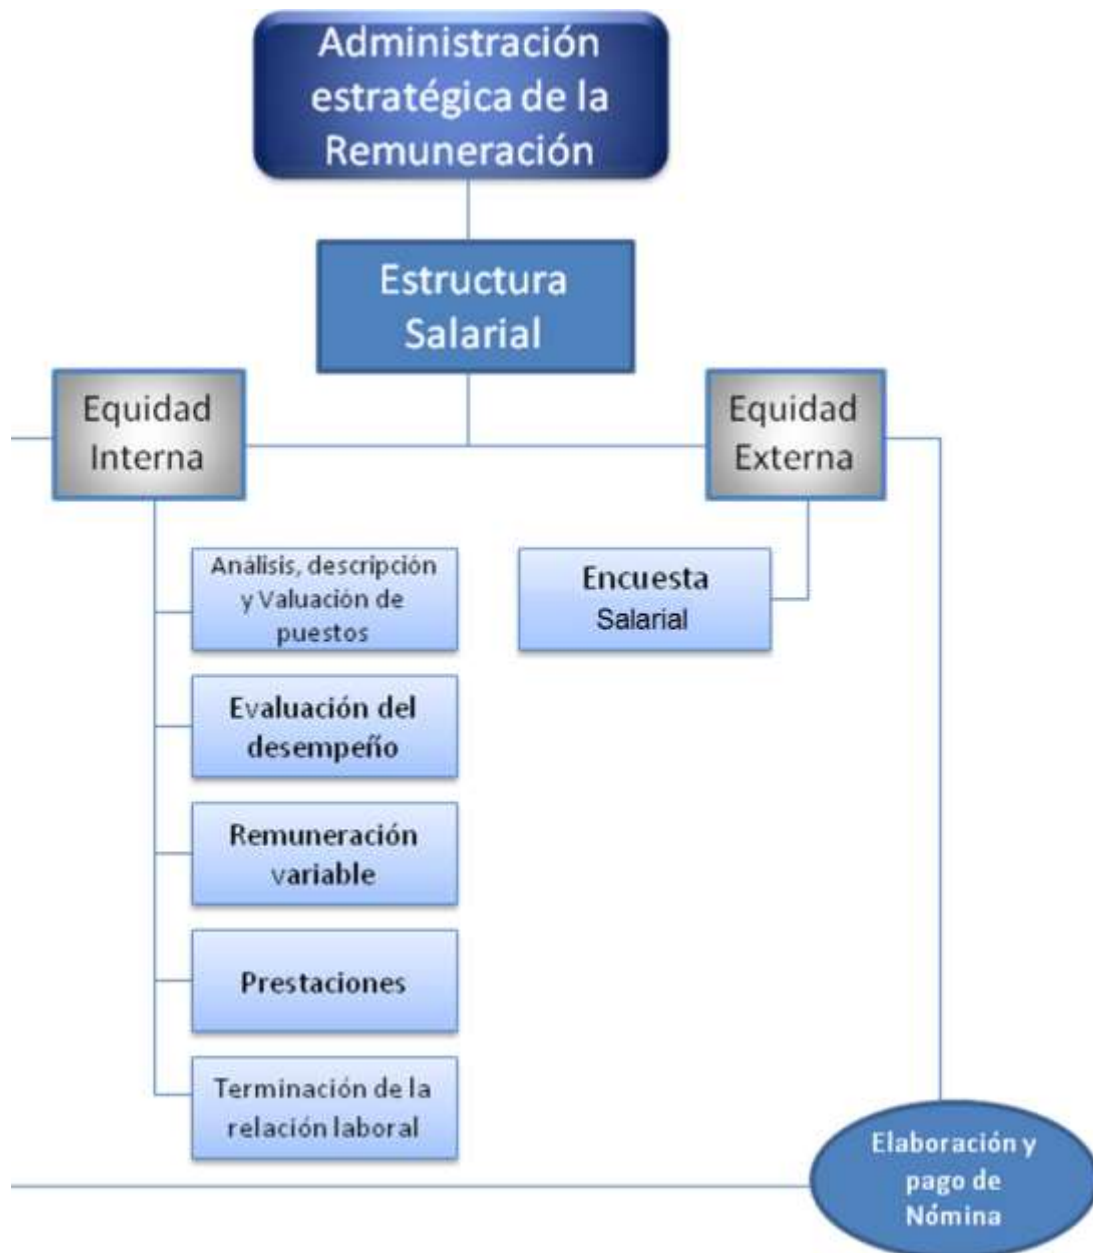 Administración
estratégica de la
Remuneración
Estructura
Salarial
Equidad
Interna
Equidad
Externa
Análisis, descripción
y Valuación de
puestos
Encuesta
Salarial
Evaluación del
desempeño
Remuneración
variable
Prestaciones
Terminación de la
relación laboral
Elaboración y
pago de
Nómina